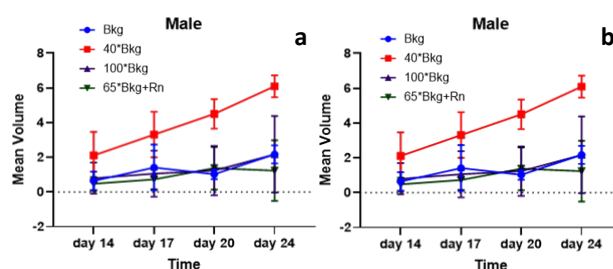 Male
a
Bkg
40*Bkg
100*Bkg
65*Bkg+Rn
Mean Volume
8
6
4
2
0
-2
day 14 day 17 day 20 day 24
Time
Male
b
Bkg
40*Bkg
100*Bkg
65*Bkg+Rn
Mean Volume
8
6
4
2
0
-2
day 14 day 17 day 20 day 24
Time